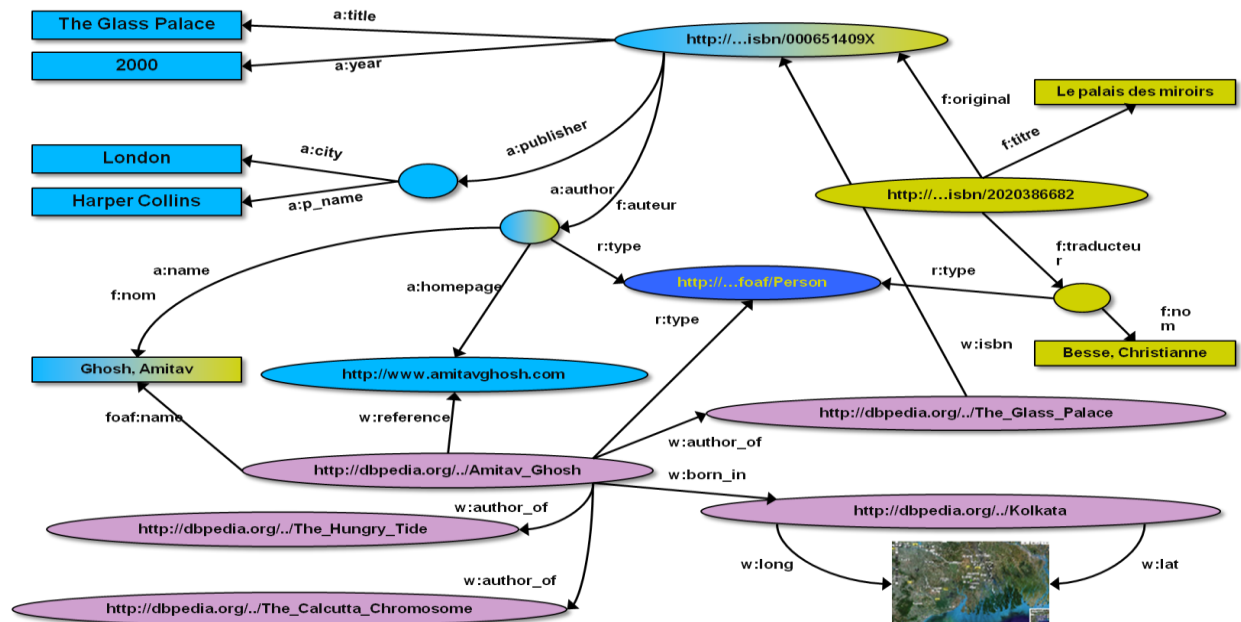 a:title
The Glass Palace
http://...isbn/000651409X
2000
a:year
f:original
Le palais des miroirs
a:publisher
f:titre
a:city
London
Harper Collins
a:p_name
a:author
f:auteur
http://...isbn/2020386682
r:type
f:traducteu
r
a:name
r:type
f:nom
a:homepage
http://...foaf/Person
f:no
m
r:type
w:isbn
Besse, Christianne
Ghosh, Amitav
http://www.amitavghosh.com
foaf:name
w:reference
http://dbpedia.org/../The_Glass_Palace
w:author_of
http://dbpedia.org/../Amitav_Ghosh
w:born_in
w:author_of
http://dbpedia.org/../Kolkata
http://dbpedia.org/../The_Hungry_Tide
w:long
w:lat
w:author_of
http://dbpedia.org/../The_Calcutta_Chromosome